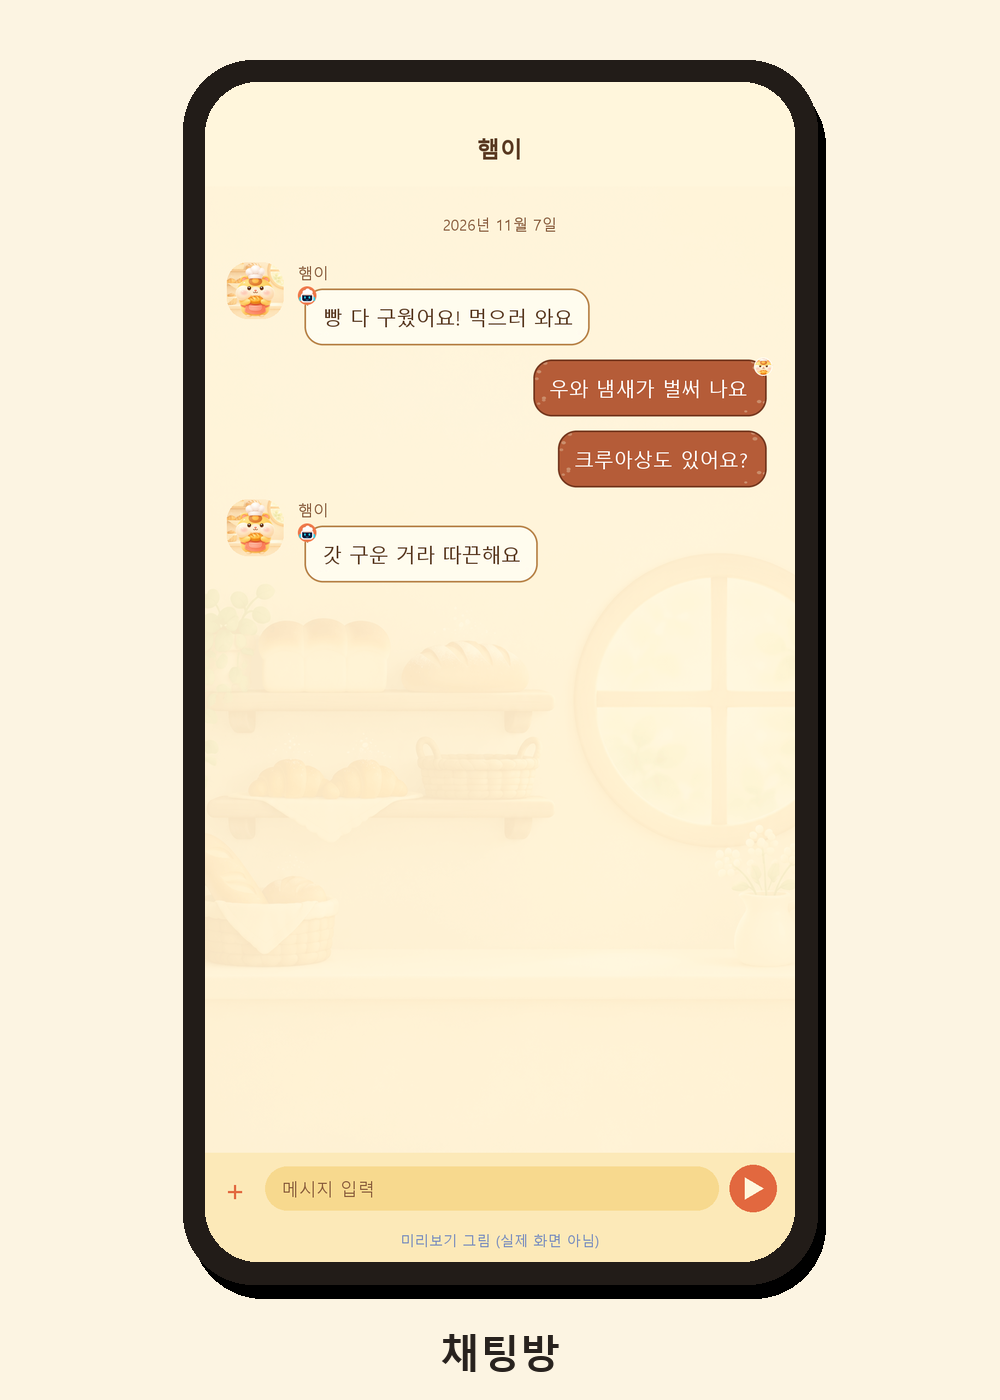 햄이
2026년 11월 7일
햄이
빵 다 구웠어요! 먹으러 와요
우와 냄새가 벌써 나요
크루아상도 있어요?
햄이
갓 구운 거라 따끈해요
+ 메시지 입력
미리보기 그림 (실제 화면 아님)
채팅방